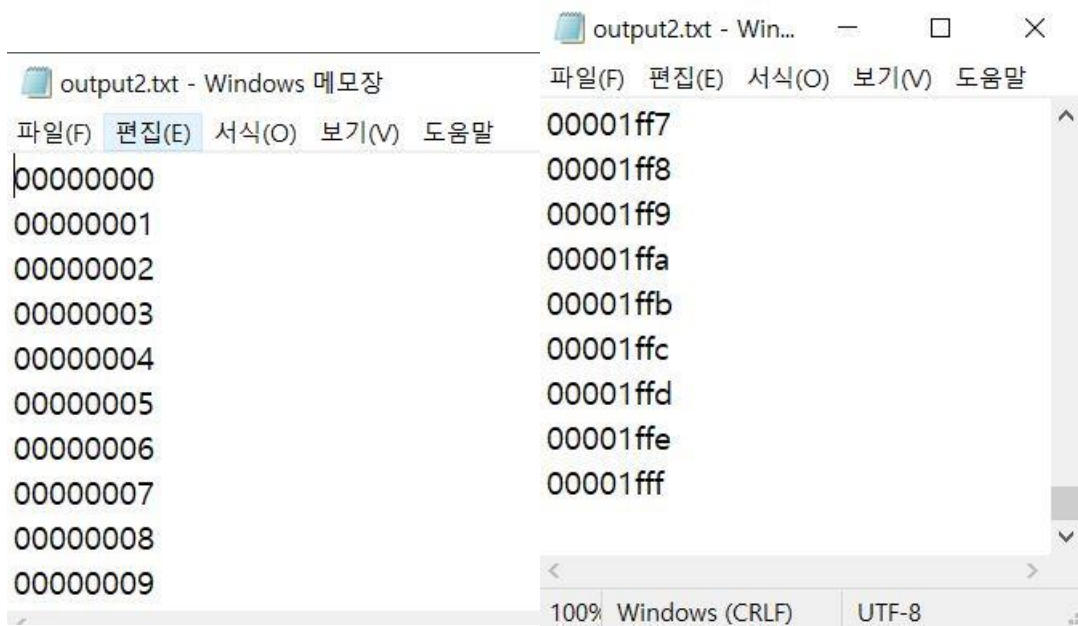 output2.txt - Windows 메모장
파일(F) 편집(E) 서식(O) 보기(V) 도움말
00000000
00000001
00000002
00000003
00000004
00000005
00000006
00000007
00000008
00000009
output2.txt - Win...
파일(F) 편집(E) 서식(O) 보기(V) 도움말
00001ff7
00001ff8
00001ff9
00001ffa
00001ffb
00001ffc
00001ffd
00001ffe
00001fff
100% Windows (CRLF) UTF-8